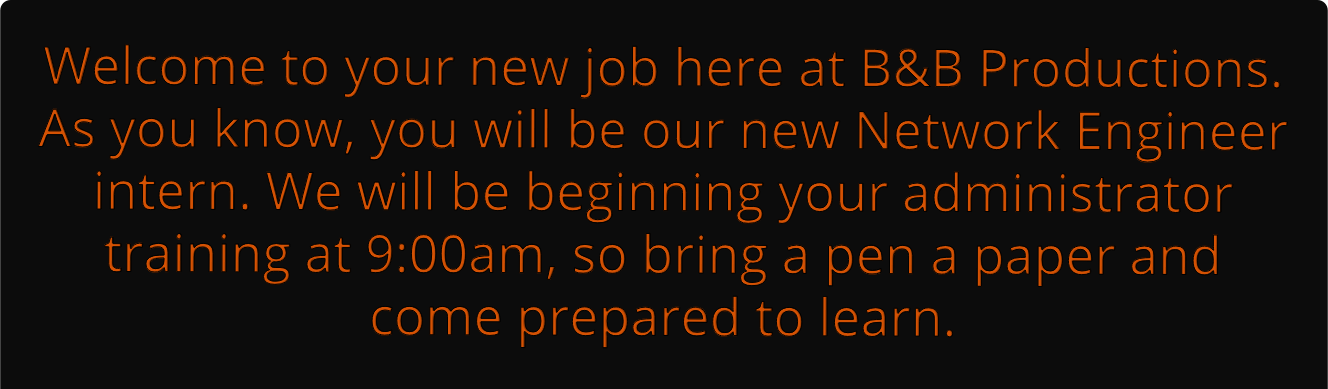 Welcome to your new job here at B&B Productions.
As you know, you will be our new Network Engineer
intern. We will be beginning your administrator
training at 9:00am, so bring a pen a paper and
come prepared to learn.